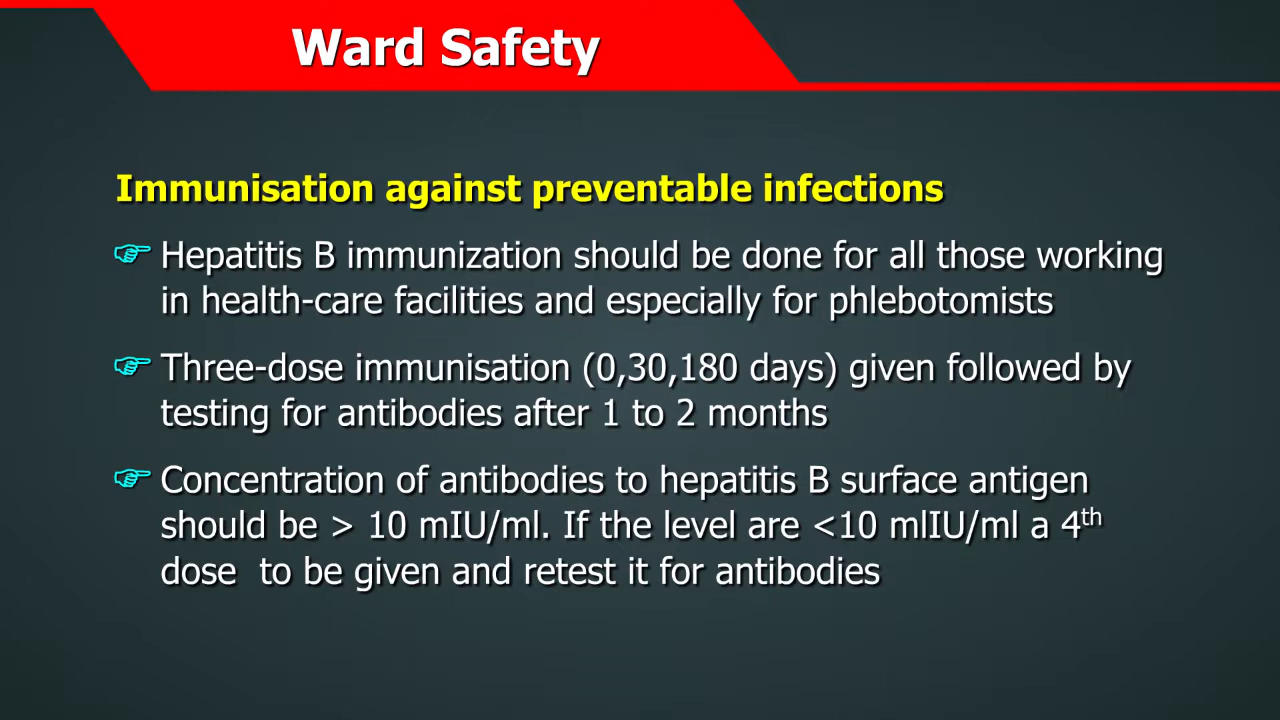 Ward Safety
Immunisation against preventable infections
Hepatitis B immunization should be done for all those working
in health-care facilities and especially for phlebotomists
Three-dose immunisation (0,30,180 days) given followed by
testing for antibodies after 1 to 2 months
Concentration of antibodies to hepatitis B surface antigen
should be > 10 mIU/ml. If the level are <10 mlIU/ml a 4th
dose  to be given and retest it for antibodies